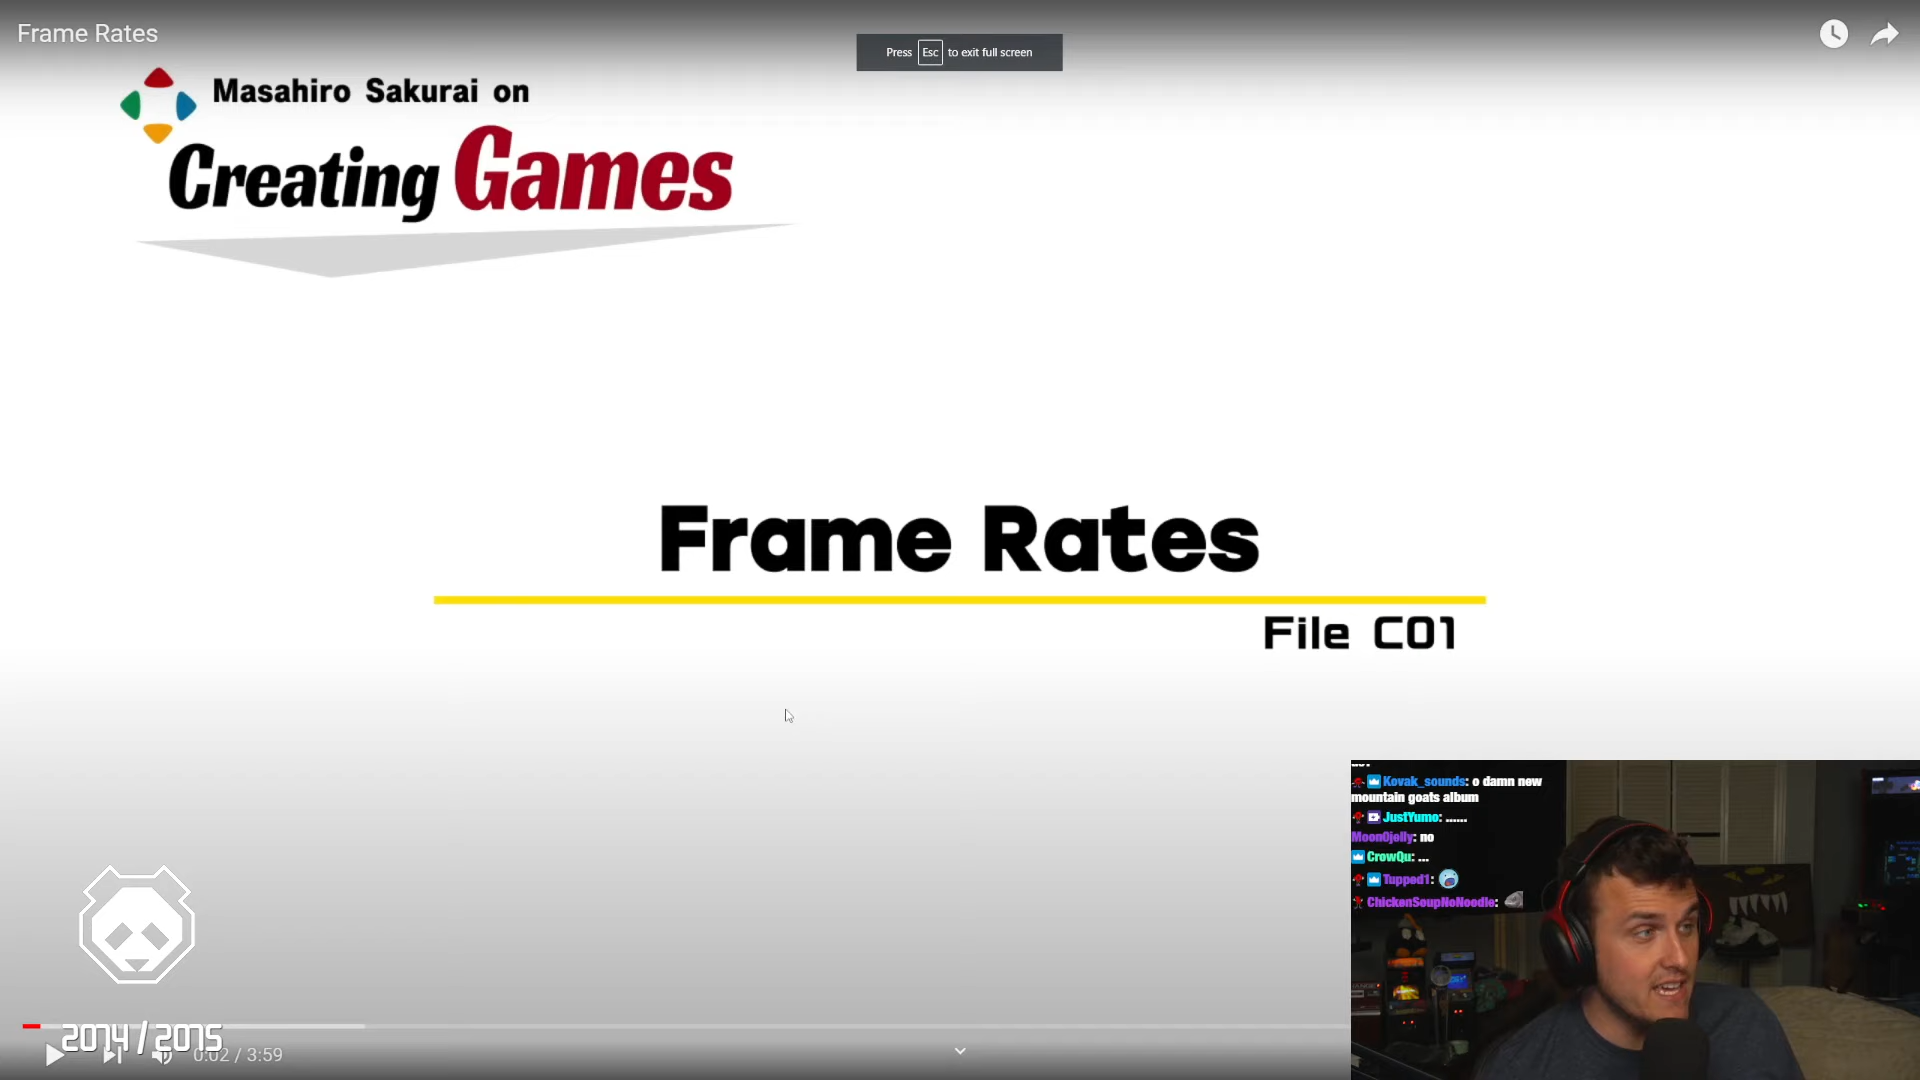 Frame Rates
Press Esc to exit full screen
Masahiro Sakurai on
Creating Games
Frame Rates
File C01
Kovak_sounds: o damn new
mountain goats album
JustYumo: ......
MoonOjelly: no
CrowQu: ...
Tupped1:
ChickenSoupNoNoodle:
2014/2015
0:02 / 3:59